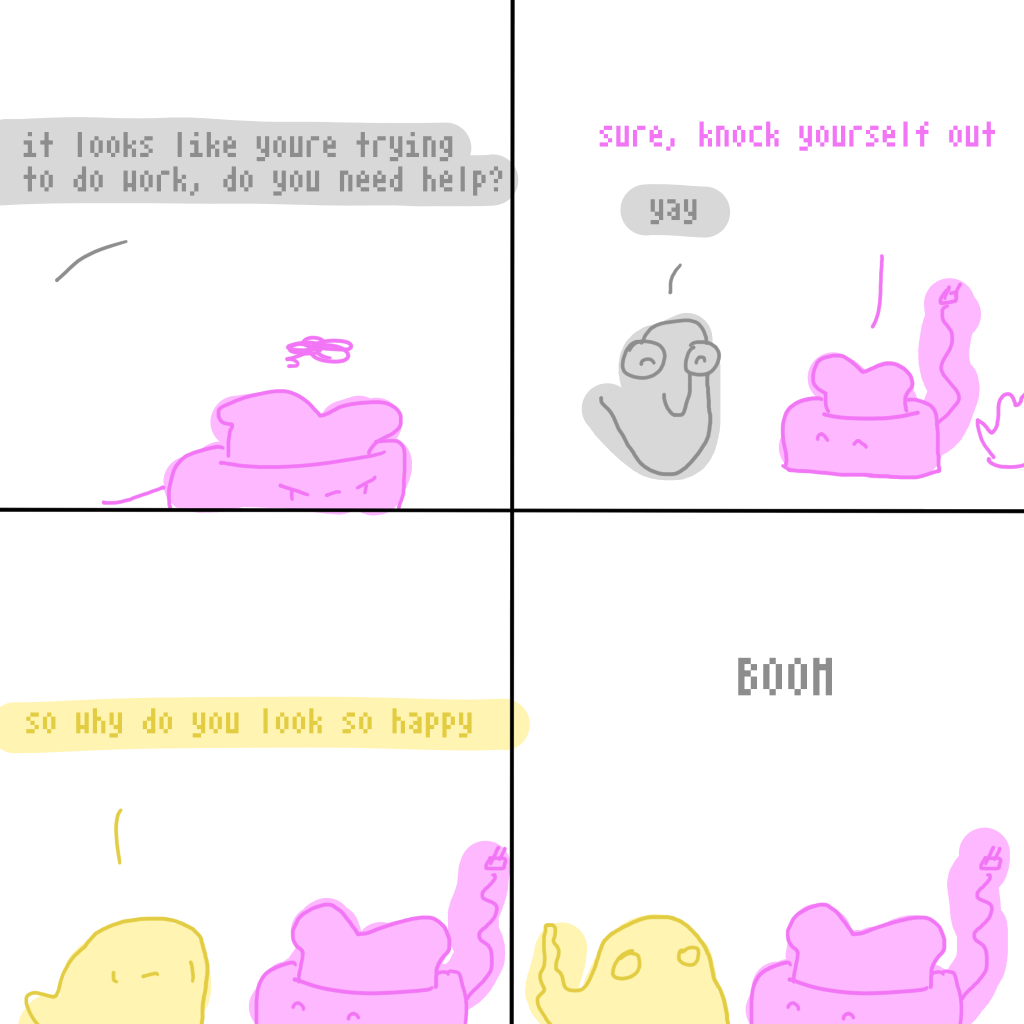 it looks like youre trying
to do work, do you need help?
sure, knock yourself out
yay
so why do you look so happy
BOOM